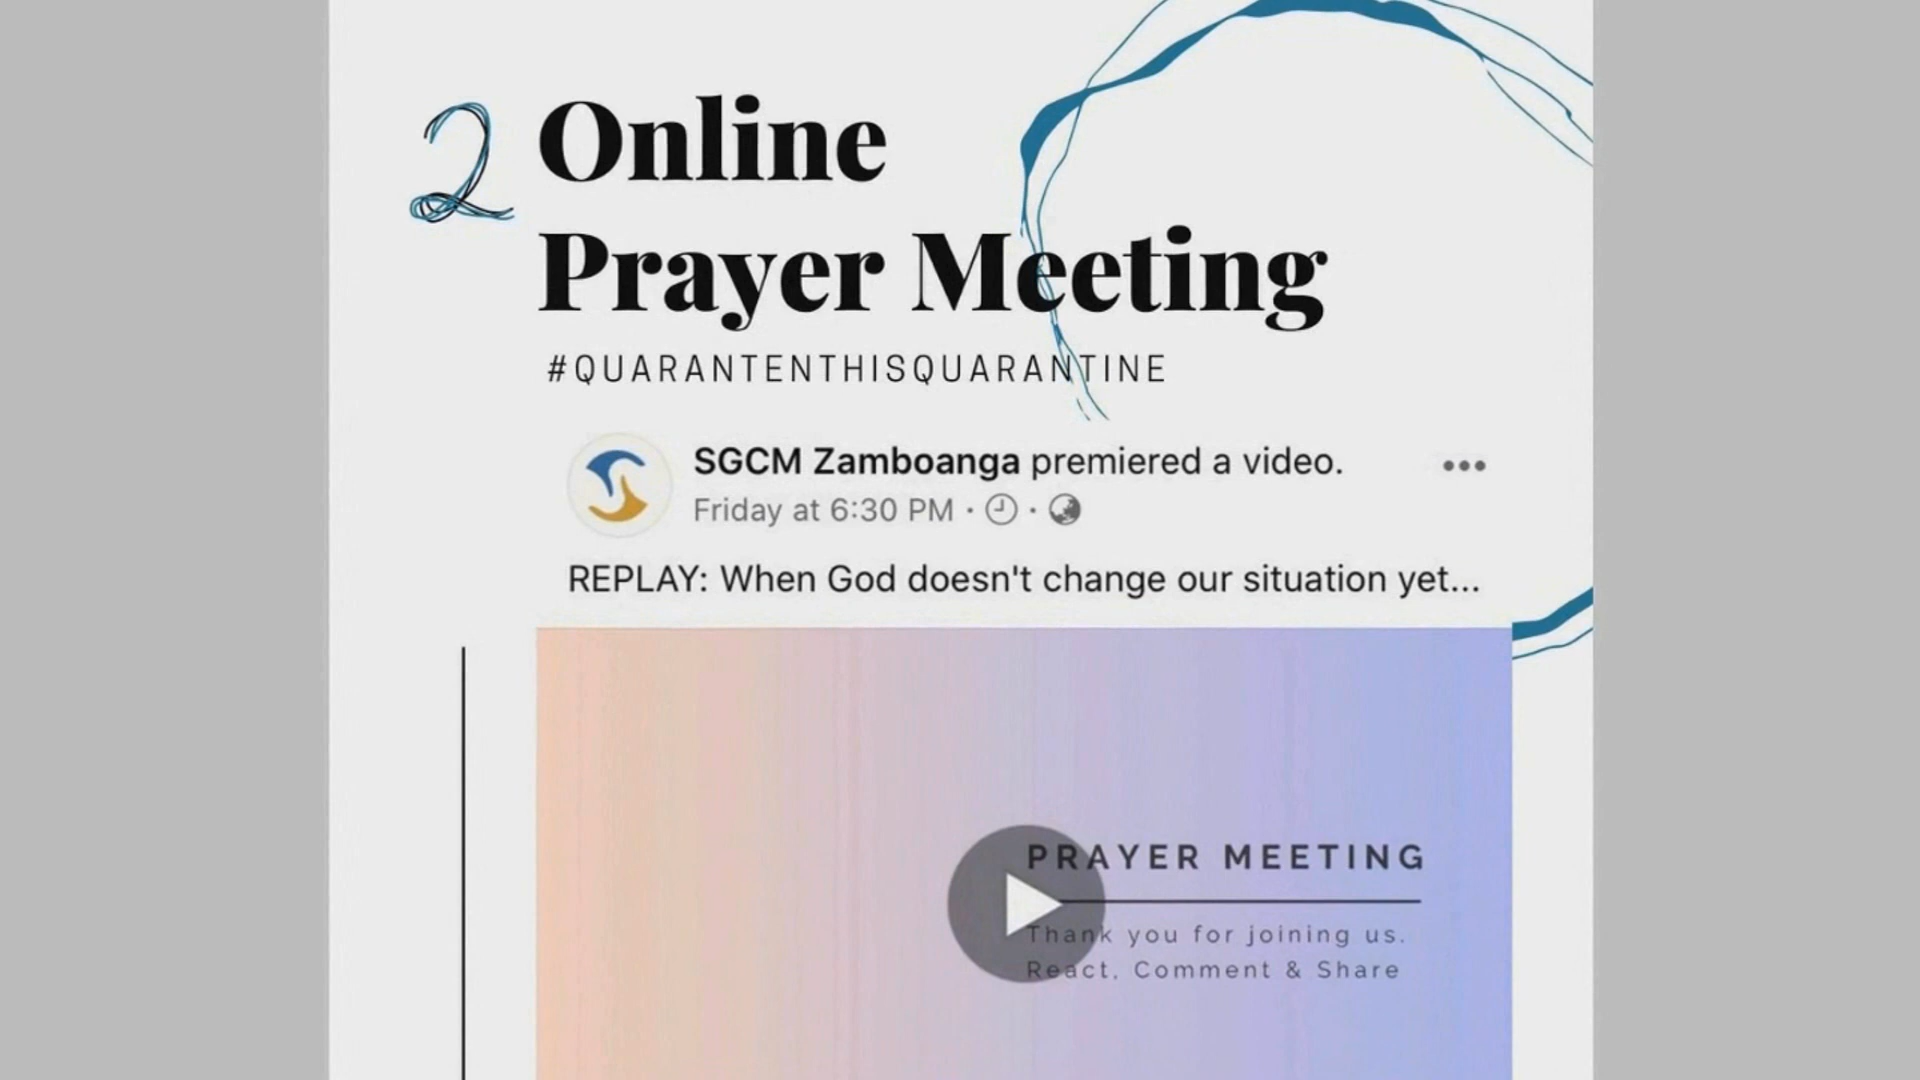 2 Online
Prayer Meeting
#QUARANTENTHISQUARANTINE
SGCM Zamboanga premiered a video.
Friday at 6:30 PM
REPLAY: When God doesn't change our situation yet...
PRAYER MEETING
Thank you for joining us.
React, Comment & Share